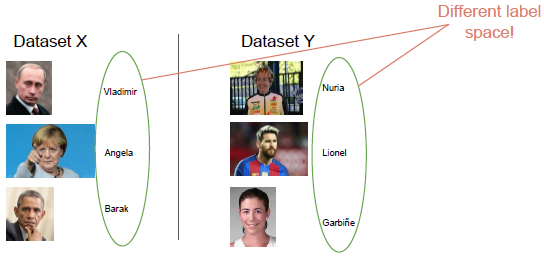 Different label
space!
Dataset X
Dataset Y
Vladimir
Nuria
Angela
Lionel
Barak
Garbiñe